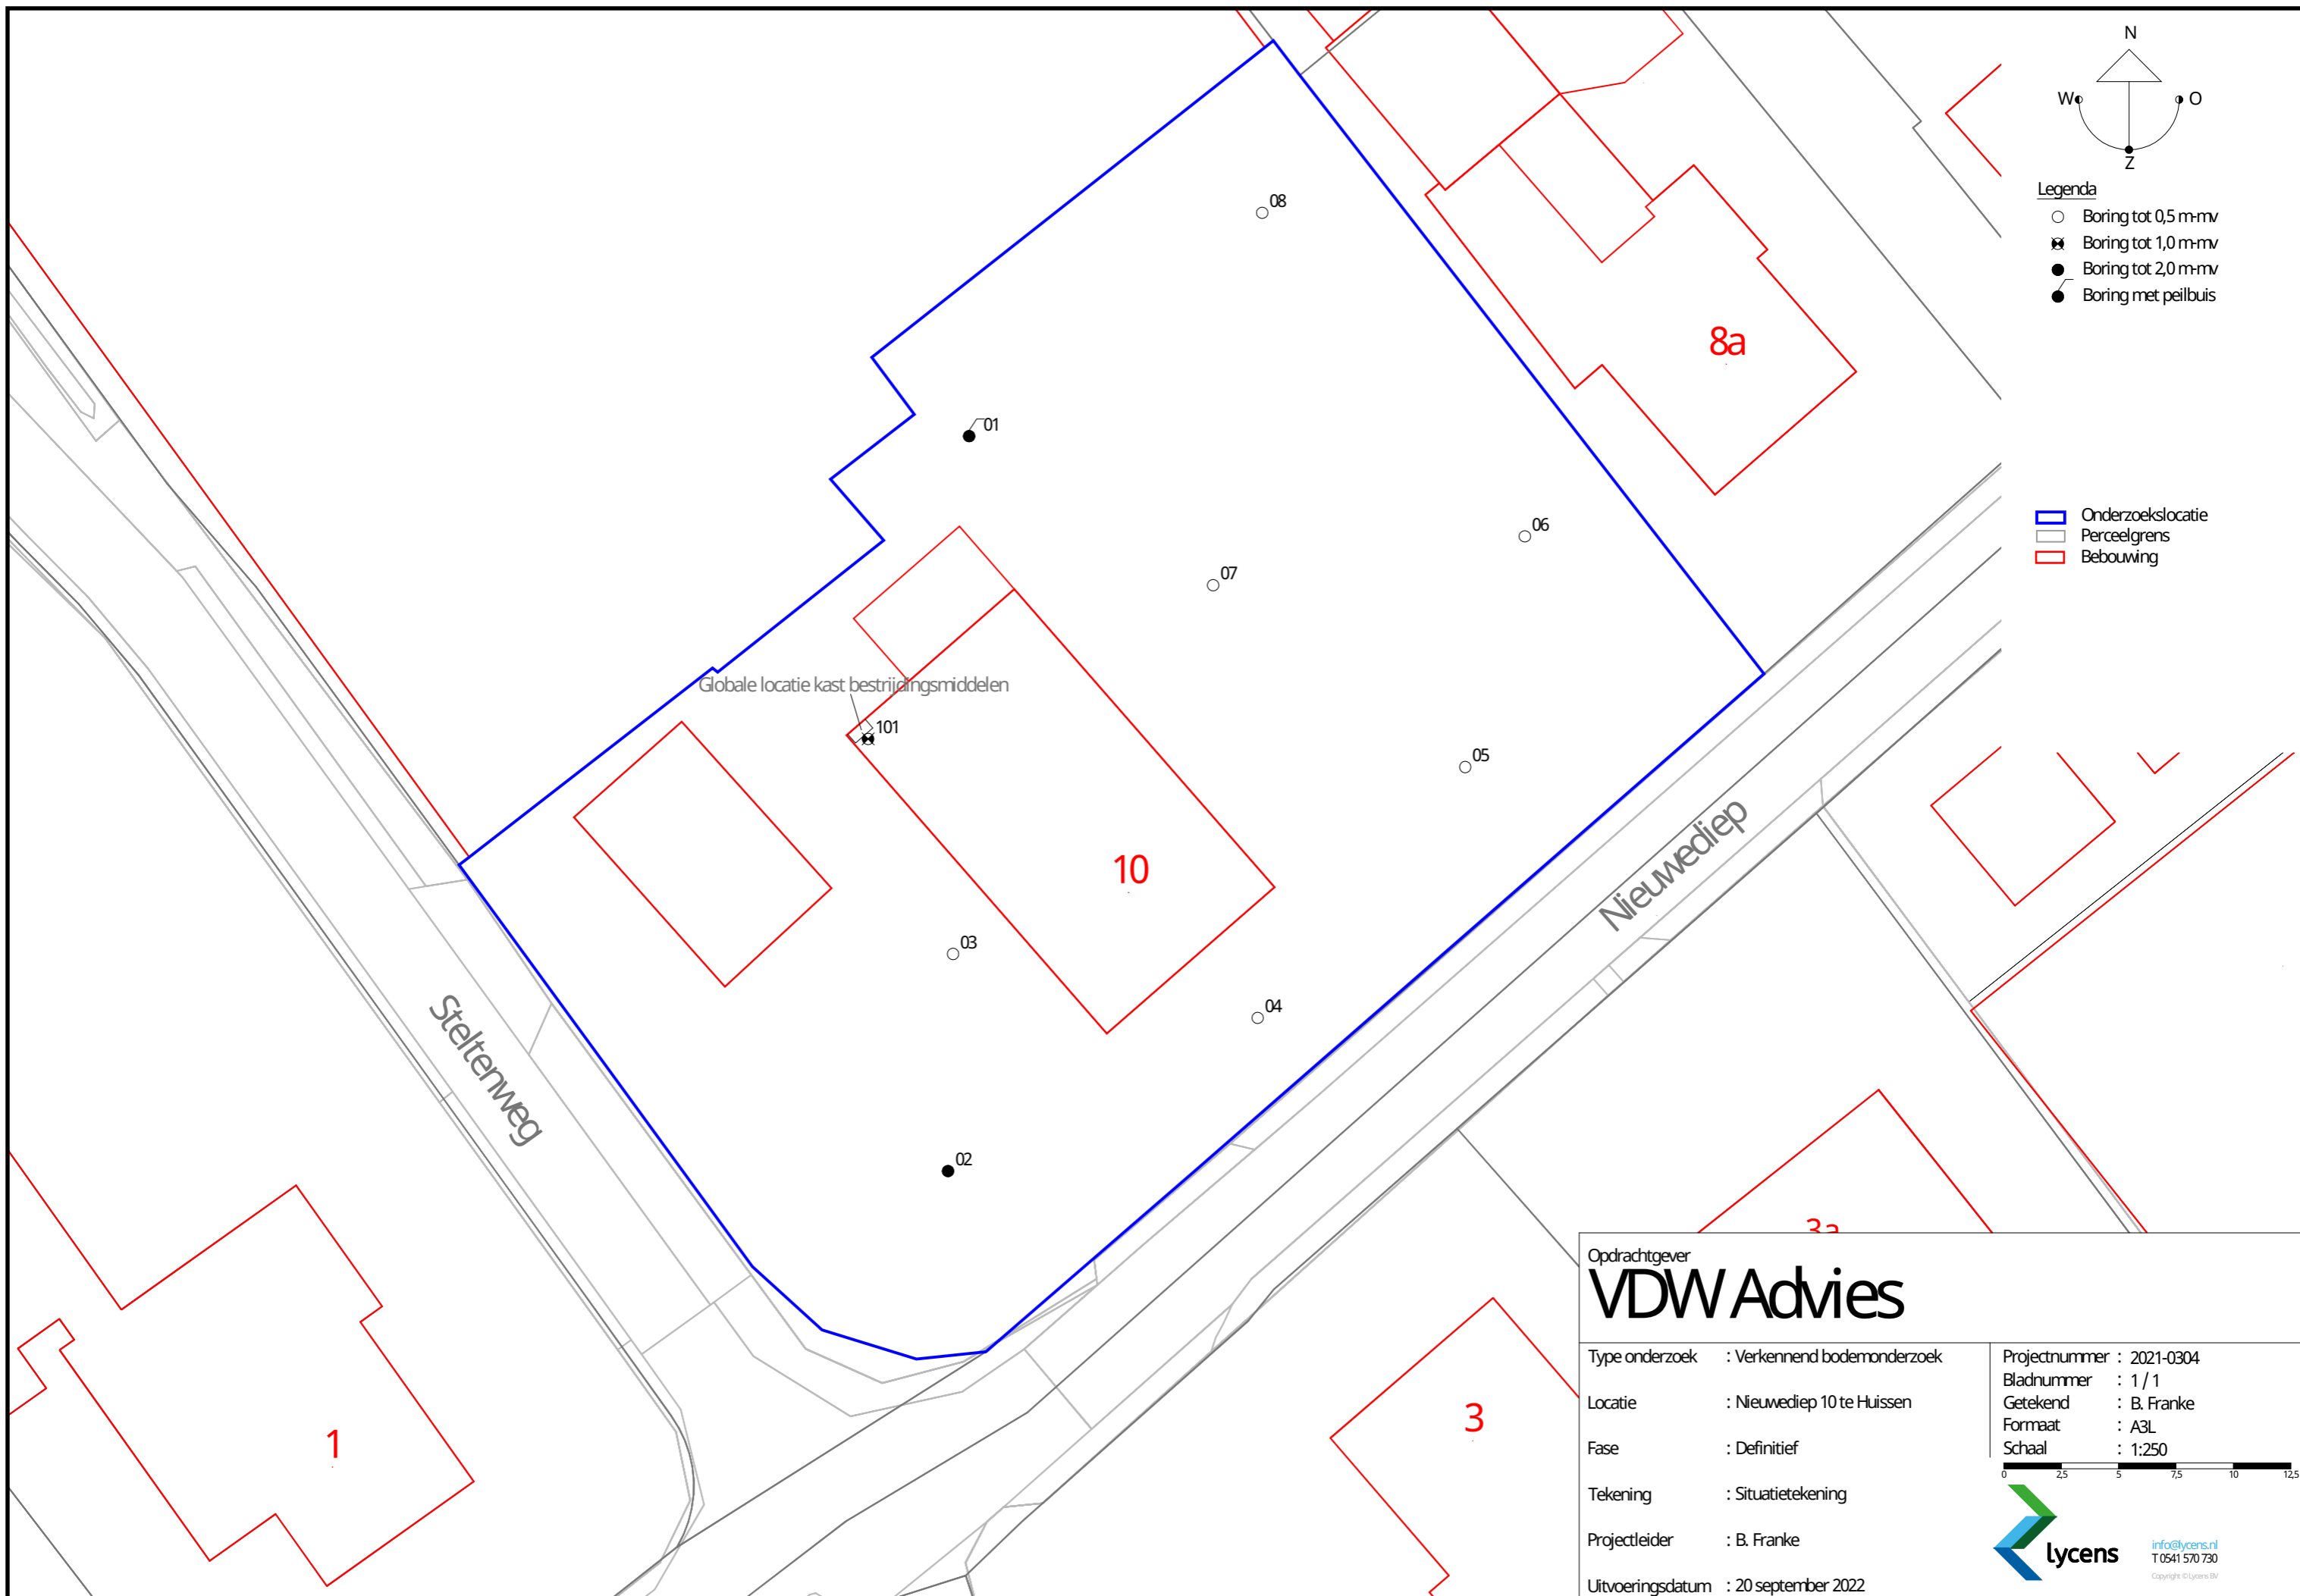 N
W
O
Z
Legenda
Boring tot 0,5 m-mv
Boring tot 1,0 m-mv
Boring tot 2,0 m-mv
Boring met peilbuis
Onderzoekslocatie
Perceelgrens
Bebouwing
08
8a
01
06
07
Globale locatie kast bestrijdingsmiddelen
101
05
10
Nieuwediep
03
04
Steltenweg
02
3a
1
3
Opdrachtgever
VDW Advies
Type onderzoek : Verkennend bodemonderzoek
Locatie : Nieuwediep 10 te Huissen
Fase : Definitief
Tekening : Situatietekening
Projectleider : B. Franke
Uitvoeringsdatum : 20 september 2022
Projectnummer : 2021-0304
Bladnummer : 1 / 1
Getekend : B. Franke
Formaat : A3L
Schaal : 1:250
0 2,5 5 7,5 10 12,5
lycens
info@lycens.nl
T 0541 570 730
Copyright © Lycens BV